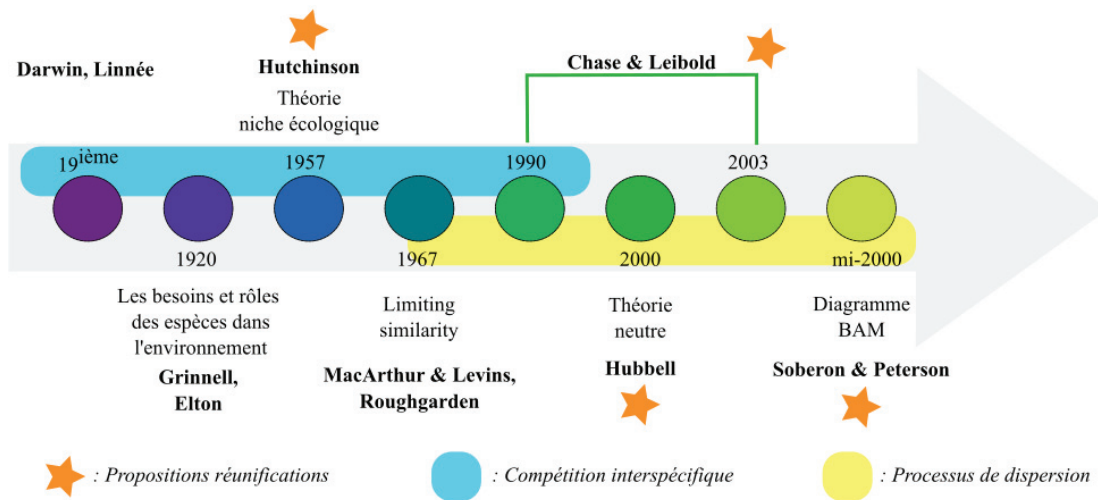 Darwin, Linnée
Hutchinson
Théorie
niche écologique
Chase & Leibold
19ième
1957
1990
2003
1920
1967
2000
mi-2000
Les besoins et rôles
des espèces dans
l'environnement
Grinnell,
Elton
Limiting
similarity
MacArthur & Levins,
Roughgarden
Théorie
neutre
Hubbell
Diagramme
BAM
Soberon & Peterson
: Propositions réunifications
: Compétition interspécifique
: Processus de dispersion